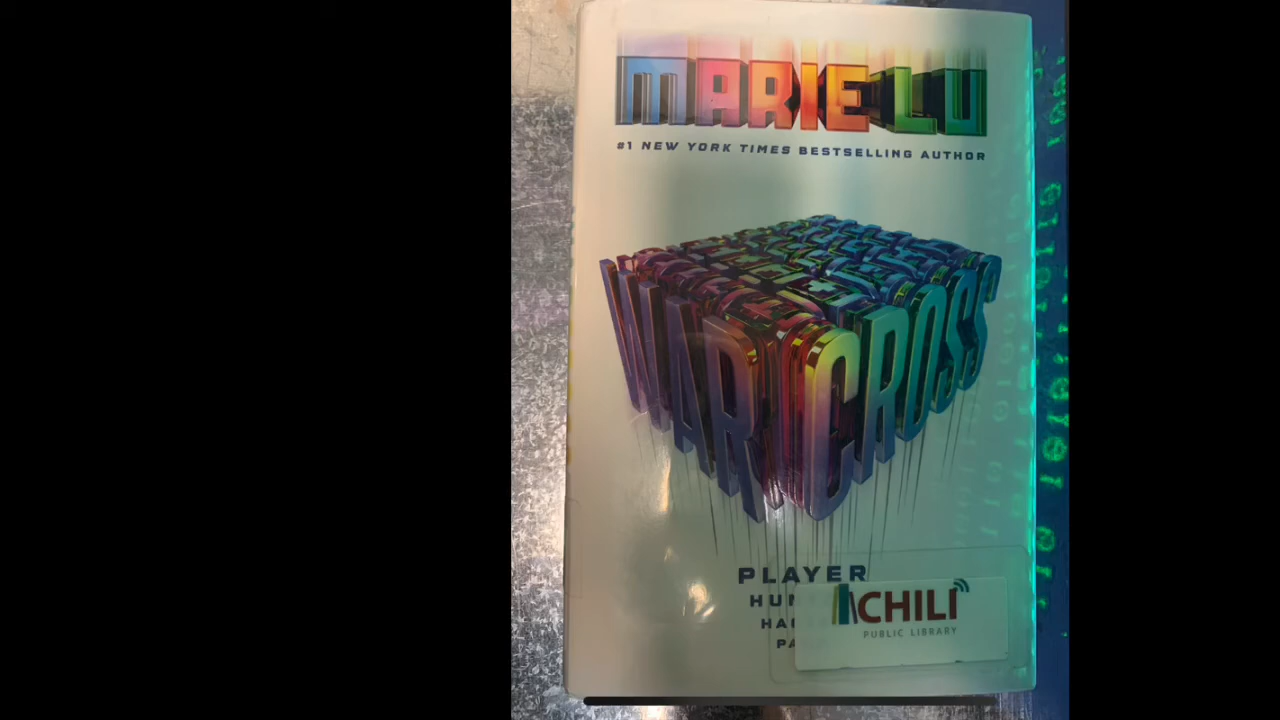 MARIE LU
#1 NEW YORK TIMES BESTSELLING AUTHOR
WARCROSS
PLAYER
CHILI
PUBLIC LIBRARY